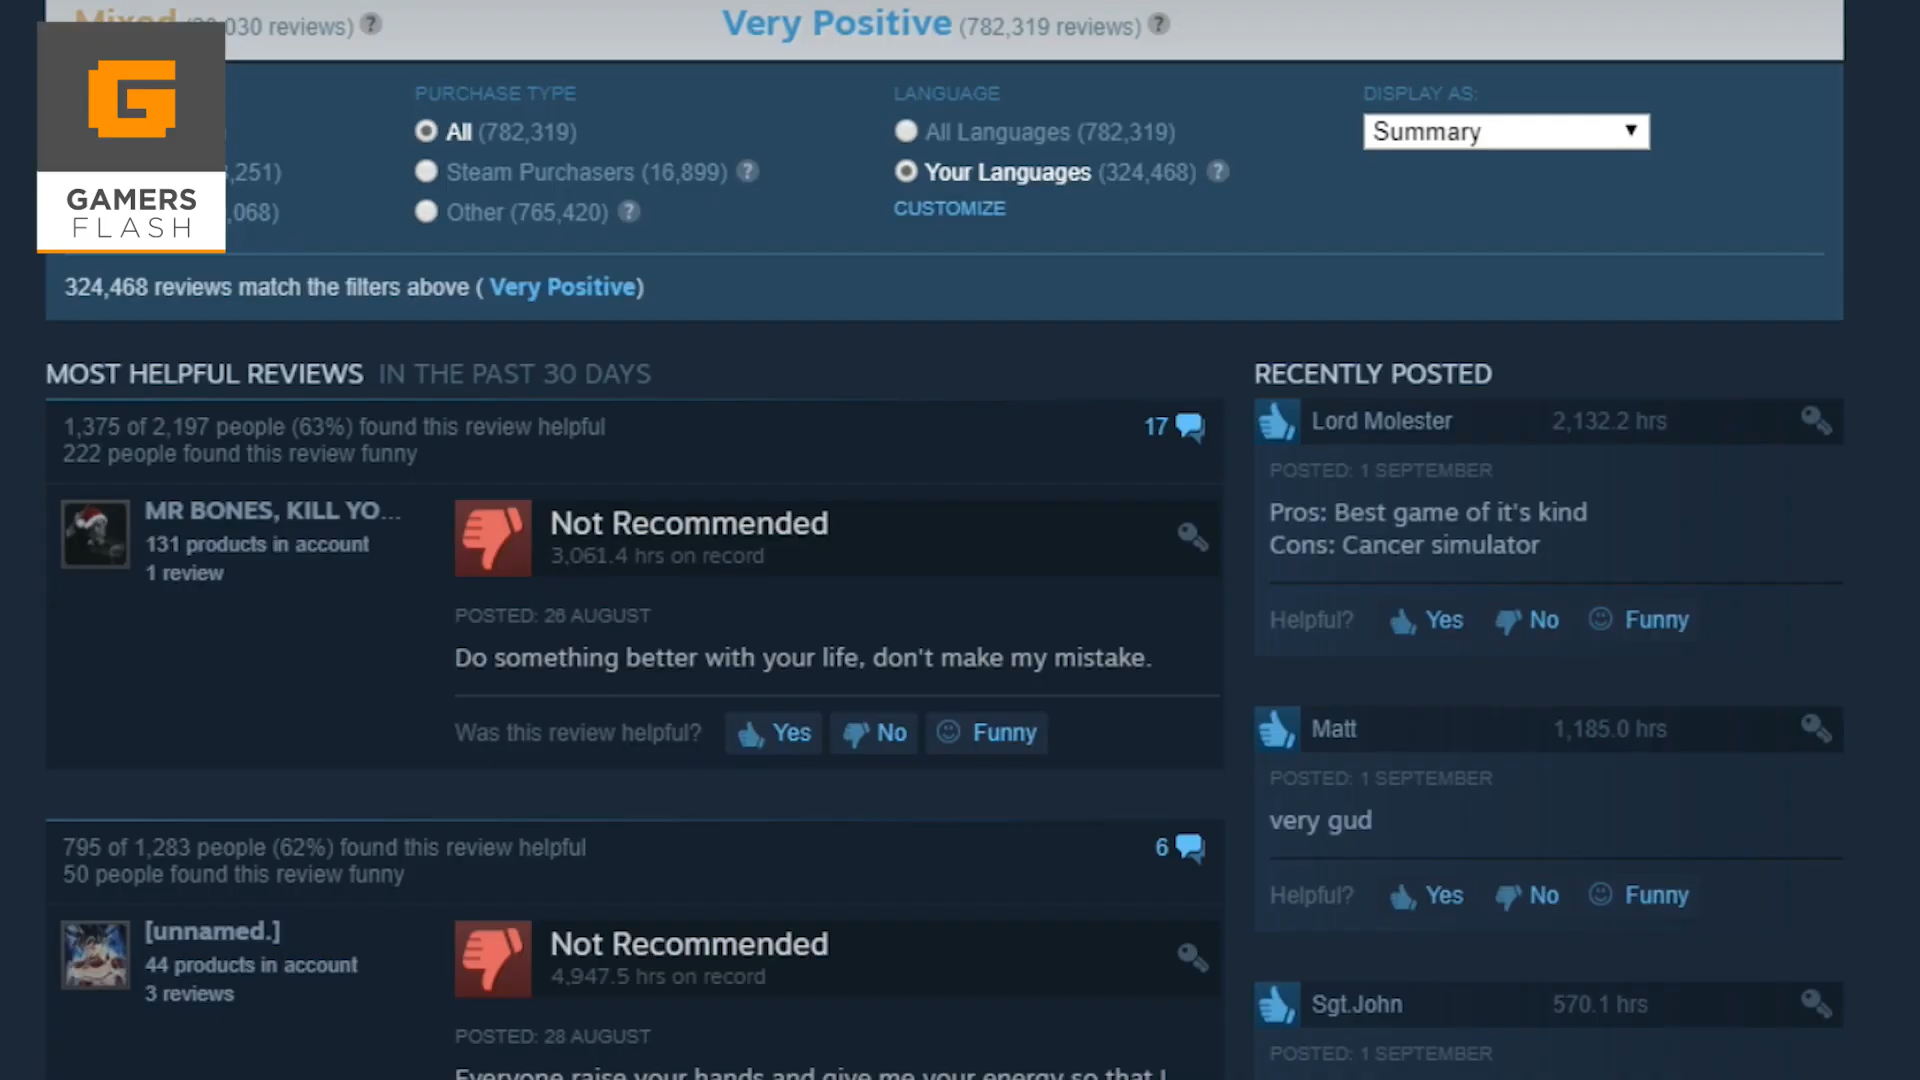 Mixed 030 reviews) ?
Very Positive (782,319 reviews) ?
G
GAMERS
FLASH
,251)
,068)
PURCHASE TYPE
All (782,319)
Steam Purchasers (16,899) ?
Other (765,420) ?
LANGUAGE
All Languages (782,319)
Your Languages (324,468) ?
CUSTOMIZE
DISPLAY AS:
Summary
324,468 reviews match the filters above ( Very Positive)
MOST HELPFUL REVIEWS IN THE PAST 30 DAYS
1,375 of 2,197 people (63%) found this review helpful
222 people found this review funny
17
MR BONES, KILL YO...
131 products in account
1 review
Not Recommended
3,061.4 hrs on record
POSTED: 28 AUGUST
Do something better with your life, don't make my mistake.
Was this review helpful? Yes No Funny
795 of 1,283 people (62%) found this review helpful
50 people found this review funny
6
[unnamed.]
44 products in account
3 reviews
Not Recommended
4,947.5 hrs on record
POSTED: 28 AUGUST
Everyone raise your hands and give me your energy so that I
RECENTLY POSTED
Lord Molester 2,132.2 hrs
POSTED: 1 SEPTEMBER
Pros: Best game of it's kind
Cons: Cancer simulator
Helpful? Yes No Funny
Matt 1,185.0 hrs
POSTED: 1 SEPTEMBER
very gud
Helpful? Yes No Funny
Sgt.John 570.1 hrs
POSTED: 1 SEPTEMBER